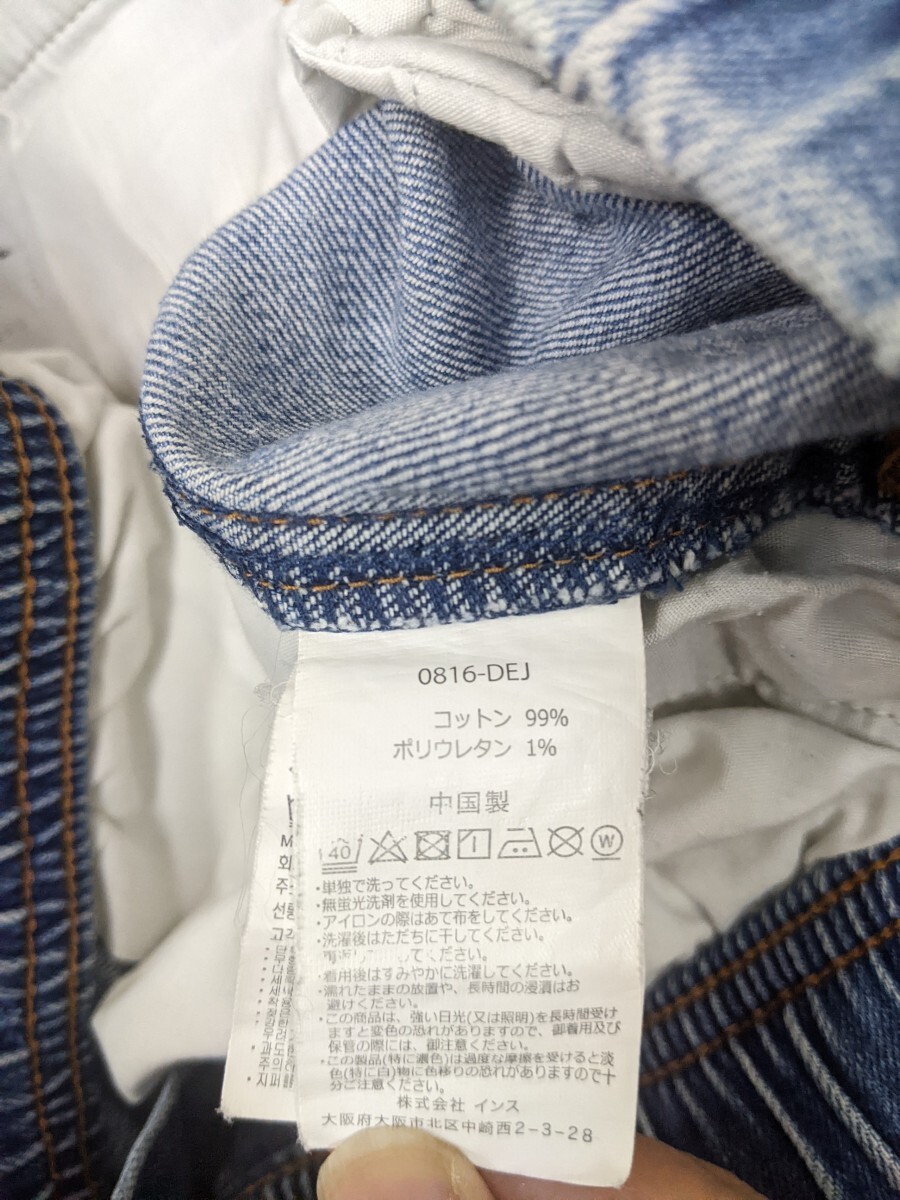 0816-DEJ
コットン 99%
ポリウレタン 1%
中国製
40 W
・単独で洗ってください。
・無蛍光洗剤を使用してください。
・アイロンの際はあて布をしてください。
・洗濯後はただちに干してください。
してください。
・着用後はすみやかに洗濯してください。
・濡れたままの放置や、長時間の浸漬はお
避けください。
・この商品は、強い日光(又は照明)を長時間受け
ますと変色の恐れがありますので、御着用及び
保管の際には、御注意ください。
・この製品(特に濃色)は過度な摩擦を受けると淡
色(特に白)物に色移りの恐れがありますので十
分ご注意ください。
株式会社 インス
大阪府大阪市北区中崎西2-3-28